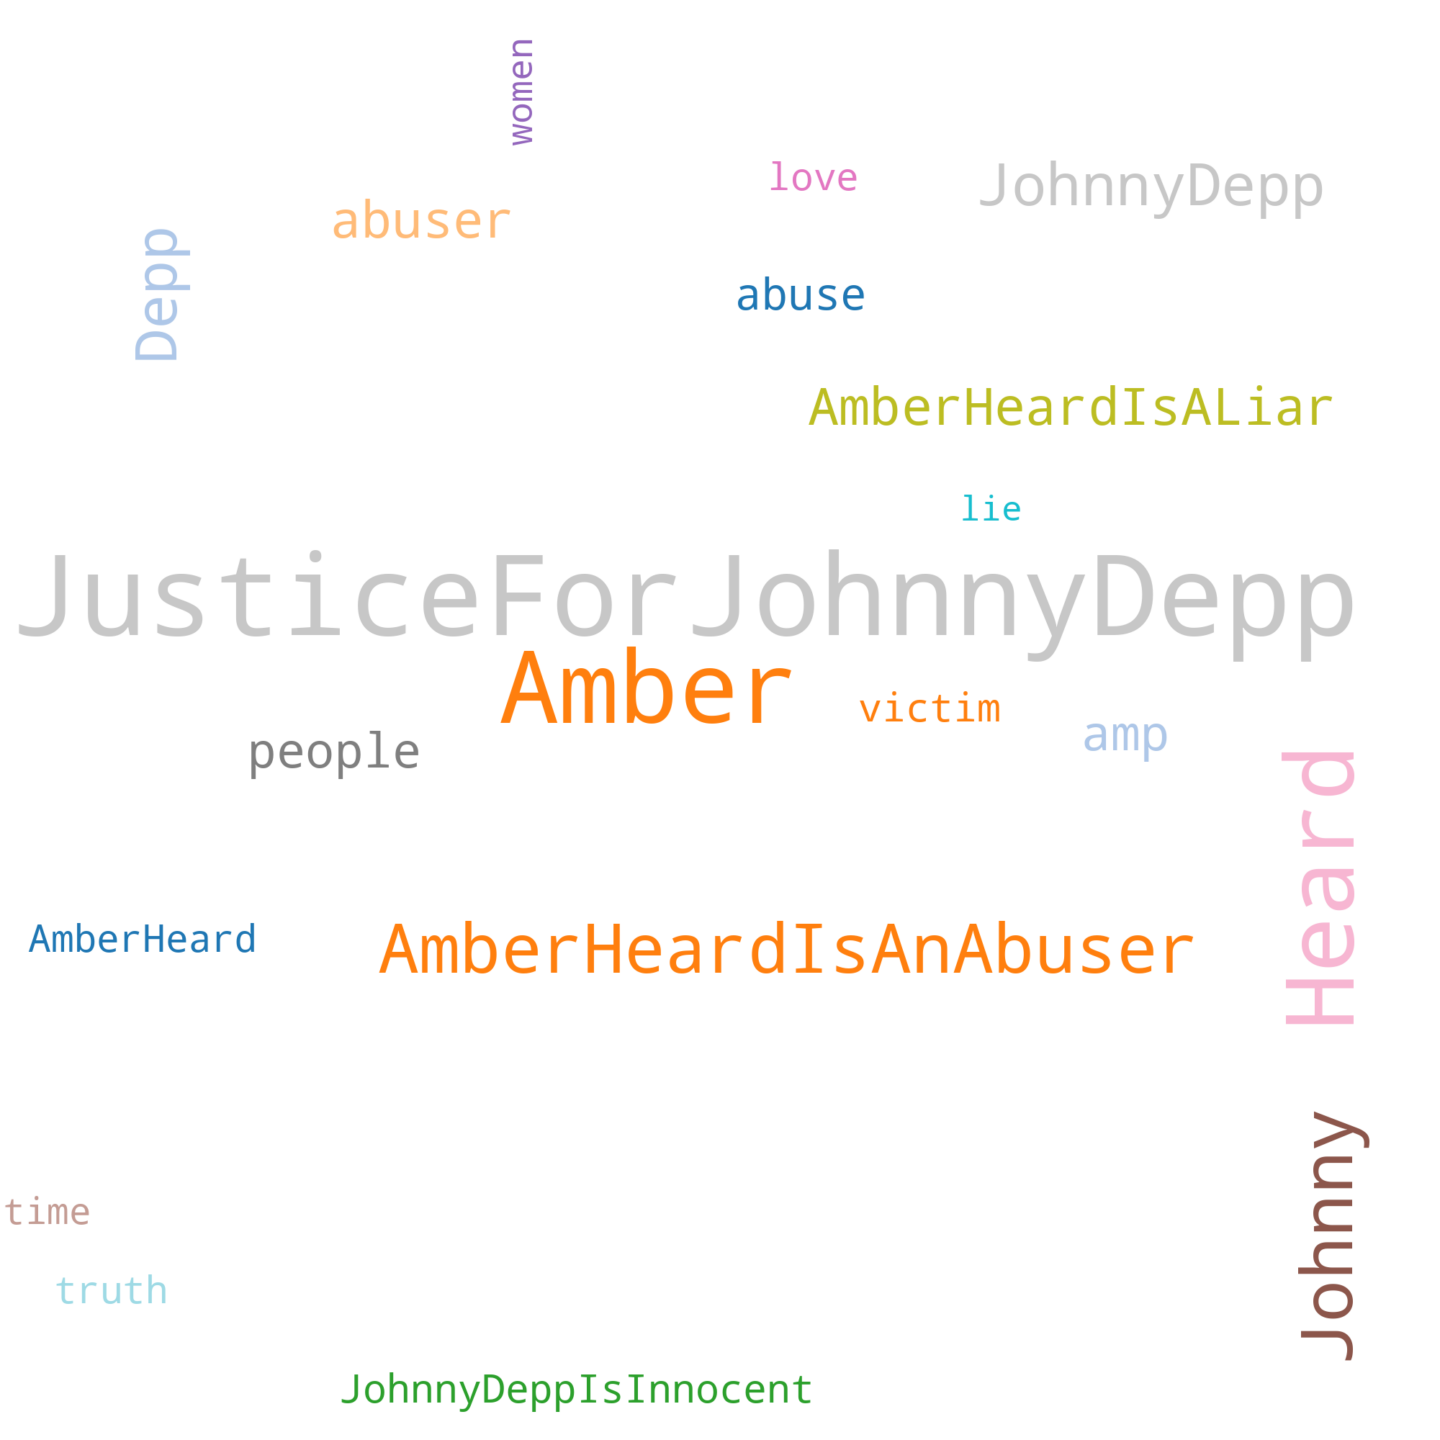 women
love
JohnnyDepp
abuser
Depp
abuse
AmberHeardIsALiar
lie
JusticeForJohnnyDepp
Amber
victim
amp
people
Heard
AmberHeard
AmberHeardIsAnAbuser
Johnny
time
truth
JohnnyDeppIsInnocent